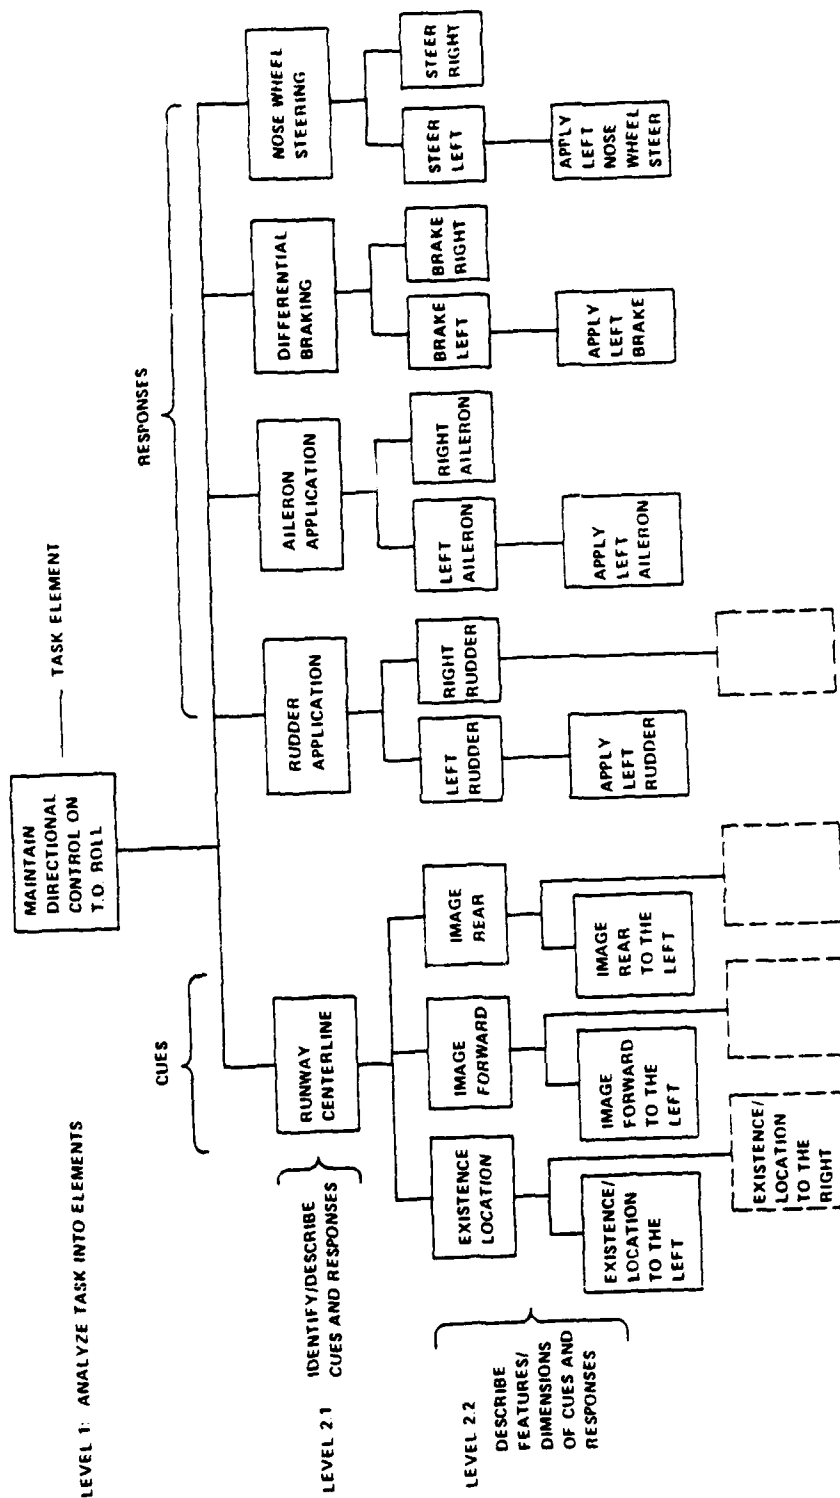 LEVEL 1: ANALYZE TASK INTO ELEMENTS
MAINTAIN
DIRECTIONAL
CONTROL ON
T.O. ROLL
TASK ELEMENT
CUES
RESPONSES
LEVEL 2.1
IDENTIFY/DESCRIBE
CUES AND RESPONSES
RUNWAY
CENTERLINE
RUDDER
APPLICATION
AILERON
APPLICATION
DIFFERENTIAL
BRAKING
NOSE WHEEL
STEERING
LEVEL 2.2
DESCRIBE
FEATURES/
DIMENSIONS
OF CUES AND
RESPONSES
EXISTENCE
LOCATION
IMAGE
FORWARD
IMAGE
REAR
LEFT
RUDDER
RIGHT
RUDDER
LEFT
AILERON
RIGHT
AILERON
BRAKE
LEFT
BRAKE
RIGHT
STEER
LEFT
STEER
RIGHT
EXISTENCE/
LOCATION
TO THE
LEFT
IMAGE
FORWARD
TO THE
LEFT
IMAGE
REAR
TO THE
LEFT
APPLY
LEFT
RUDDER
APPLY
LEFT
AILERON
APPLY
LEFT
BRAKE
APPLY
LEFT
NOSE
WHEEL
STEER
EXISTENCE/
LOCATION
TO THE
RIGHT